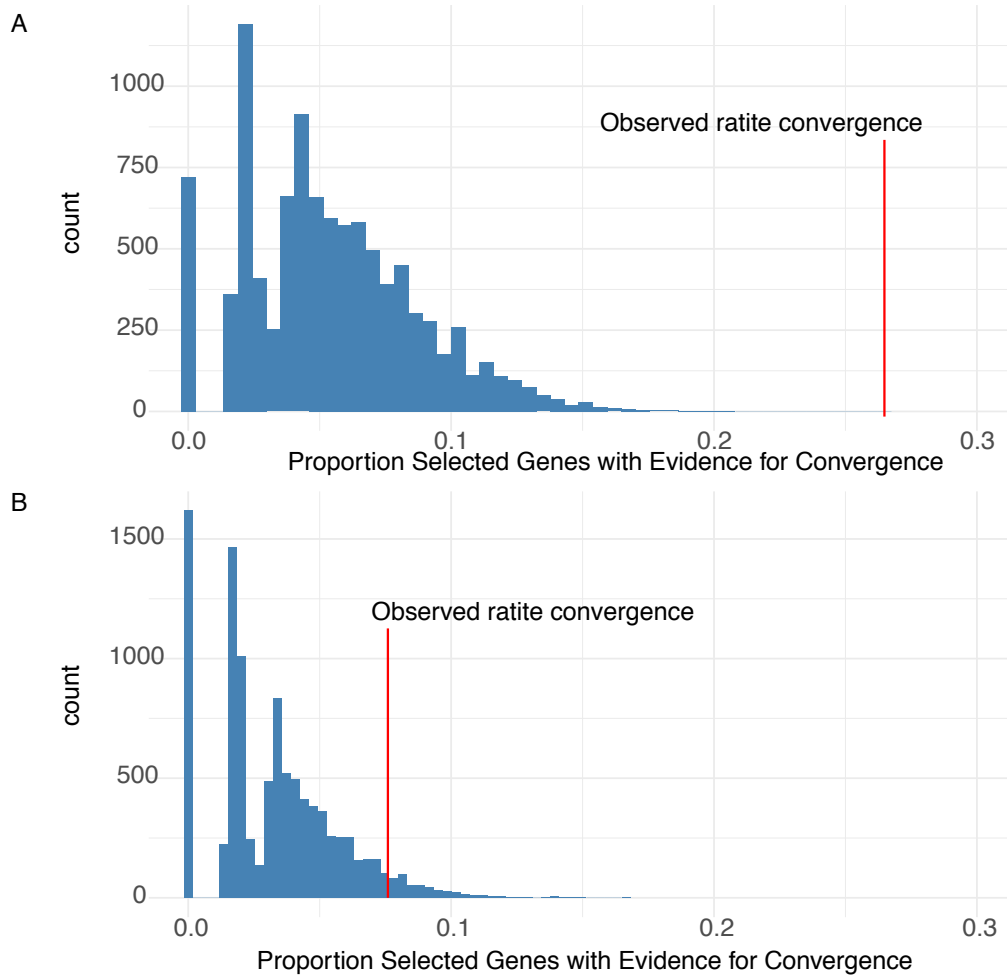 A
1000
750
500
250
0
count
Observed ratite convergence
0.0
0.1
0.2
0.3
Proportion Selected Genes with Evidence for Convergence
B
1500
1000
500
0
count
Observed ratite convergence
0.0
0.1
0.2
0.3
Proportion Selected Genes with Evidence for Convergence